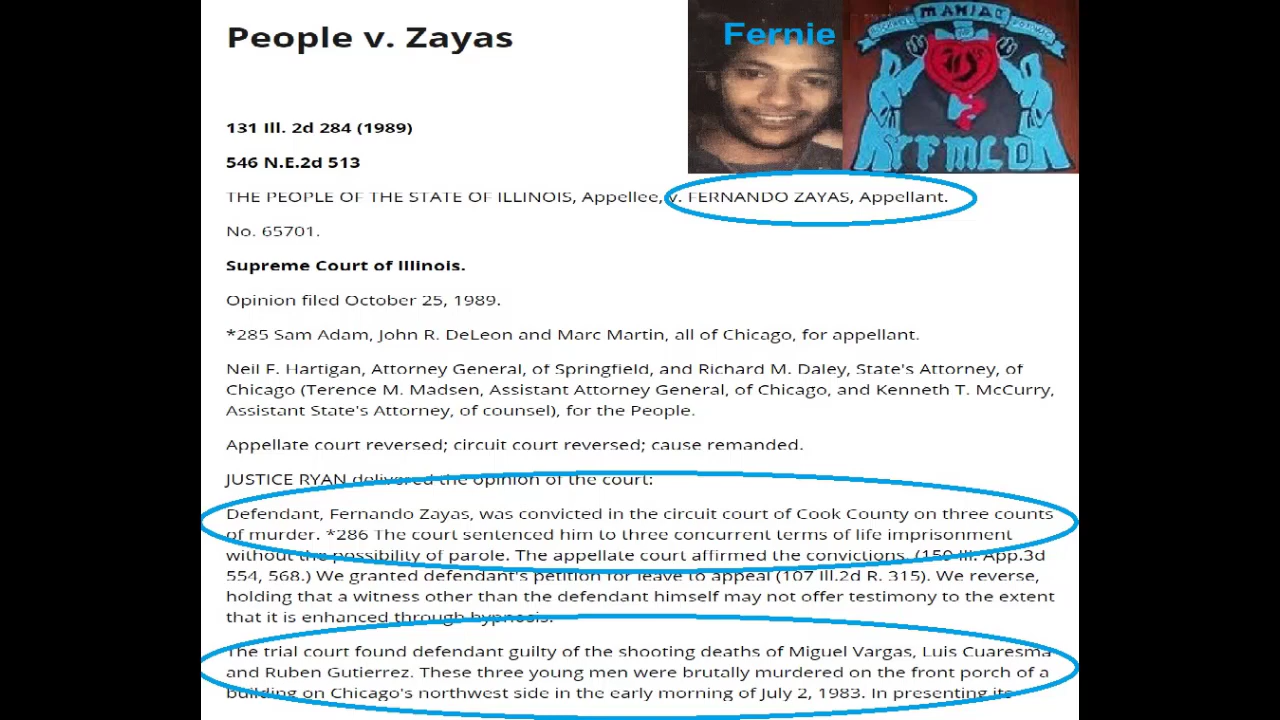 People v. Zayas
Fernie
MANIAC
YFMLD
131 Ill. 2d 284 (1989)
546 N.E.2d 513
THE PEOPLE OF THE STATE OF ILLINOIS, Appellee, v. FERNANDO ZAYAS, Appellant.
No. 65701.
Supreme Court of Illinois.
Opinion filed October 25, 1989.
*285 Sam Adam, John R. DeLeon and Marc Martin, all of Chicago, for appellant.
Neil F. Hartigan, Attorney General, of Springfield, and Richard M. Daley, State's Attorney, of
Chicago (Terence M. Madsen, Assistant Attorney General, of Chicago, and Kenneth T. McCurry,
Assistant State's Attorney, of counsel), for the People.
Appellate court reversed; circuit court reversed; cause remanded.
JUSTICE RYAN delivered the opinion of the court:
Defendant, Fernando Zayas, was convicted in the circuit court of Cook County on three counts
of murder. *286 The court sentenced him to three concurrent terms of life imprisonment
without the possibility of parole. The appellate court affirmed the convictions. (159 Ill. App.3d
554, 568.) We granted defendant's petition for leave to appeal (107 Ill.2d R. 315). We reverse,
holding that a witness other than the defendant himself may not offer testimony to the extent
that it is enhanced through hypnosis.
The trial court found defendant guilty of the shooting deaths of Miguel Vargas, Luis Cuaresma
and Ruben Gutierrez. These three young men were brutally murdered on the front porch of a
building on Chicago's northwest side in the early morning of July 2, 1983. In presenting its